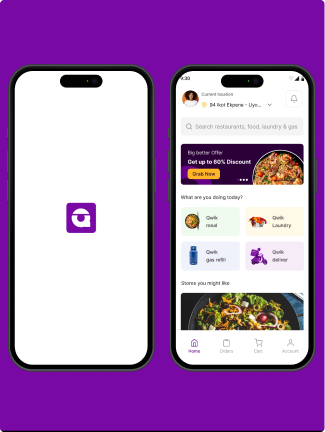 9:30
Current location
94 Ikot Ekpene - Uyo...
Search restaurants, food, laundry & gas
Big better Offer
Get up to 60% Discount
Grab Now
What are you doing today?
Qwik
meal
Qwik
Laundry
Qwik
gas refill
Qwik
deliver
Stores you might like
Home
Orders
Cart
Account